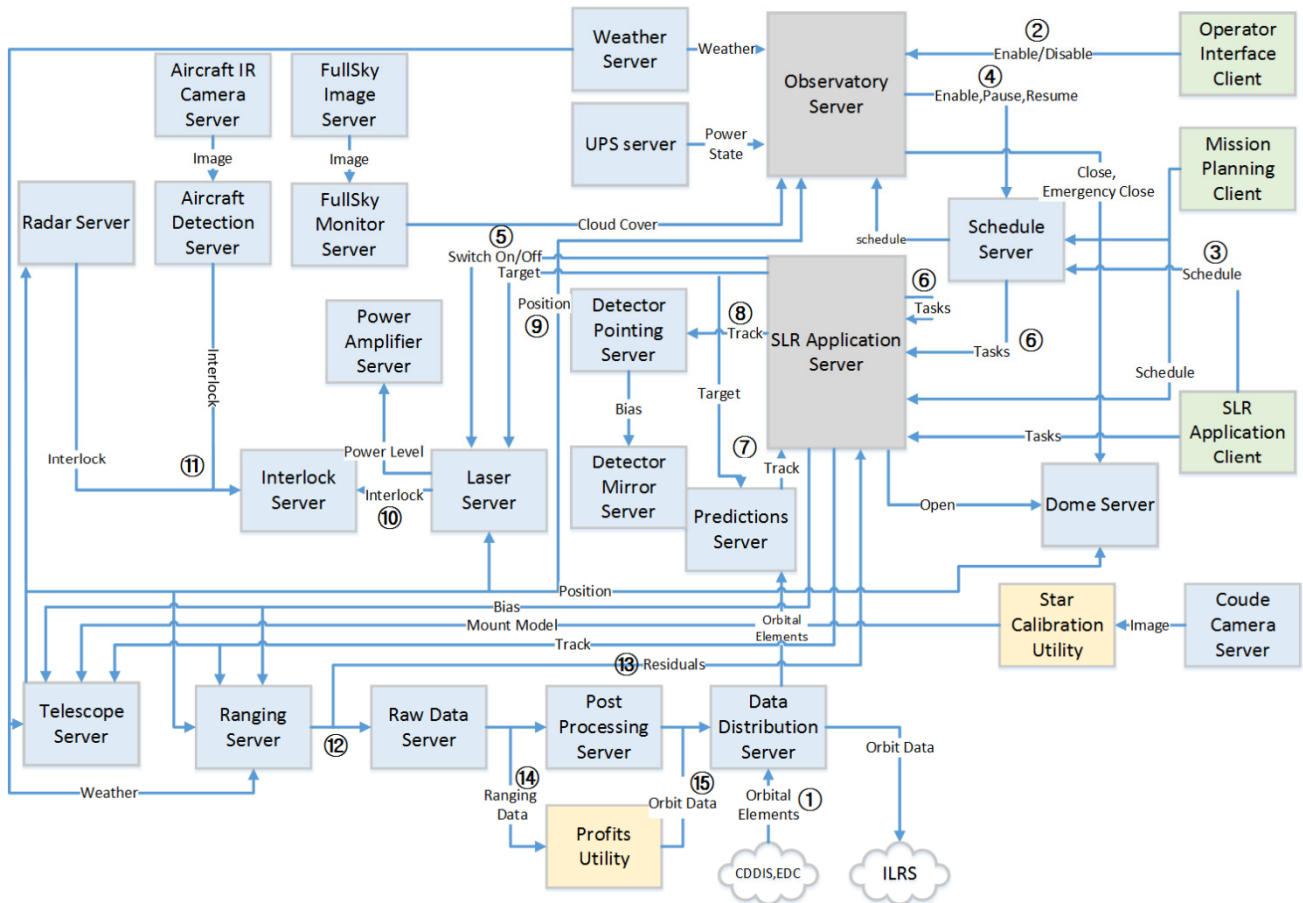 Weather
Server
Weather
Observatory
Server
②
Enable/Disable
Operator
Interface
Client
Aircraft IR
Camera
Server
FullSky
Image
Server
④
Enable,Pause,Resume
UPS server
Power
State
Mission
Planning
Client
Image
Image
Close,
Emergency Close
Radar Server
Aircraft
Detection
Server
FullSky
Monitor
Server
Cloud Cover
schedule
Schedule
Server
⑤
Switch On/Off
Target
③
Schedule
Position
⑨
Power
Amplifier
Server
Detector
Pointing
Server
⑧
Track
SLR Application
Server
⑥
Tasks
Tasks
⑥
Interlock
Bias
Target
Schedule
SLR
Application
Client
Tasks
Interlock
⑪
Interlock
Server
Power Level
Interlock
⑩
Laser
Server
Detector
Mirror
Server
⑦
Track
Predictions
Server
Open
Dome Server
Position
Bias
Mount Model
Track
Orbital
Elements
Star
Calibration
Utility
Image
Coude
Camera
Server
⑬ Residuals
Telescope
Server
Ranging
Server
⑫
Raw Data
Server
Post
Processing
Server
Data
Distribution
Server
Orbit Data
Weather
⑭
Ranging
Data
Profits
Utility
⑮
Orbit Data
Orbital
Elements
①
CDDIS,EDC
ILRS